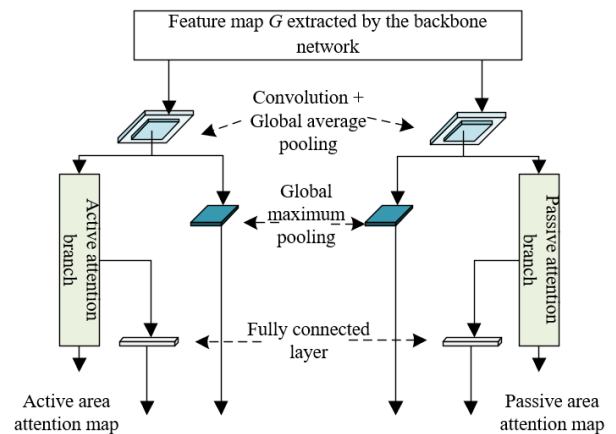 Feature map G extracted by the backbone
network
Convolution +
Global average
pooling
Active attention
branch
Global
maximum
pooling
Passive attention
branch
Fully connected
layer
Active area
attention map
Passive area
attention map